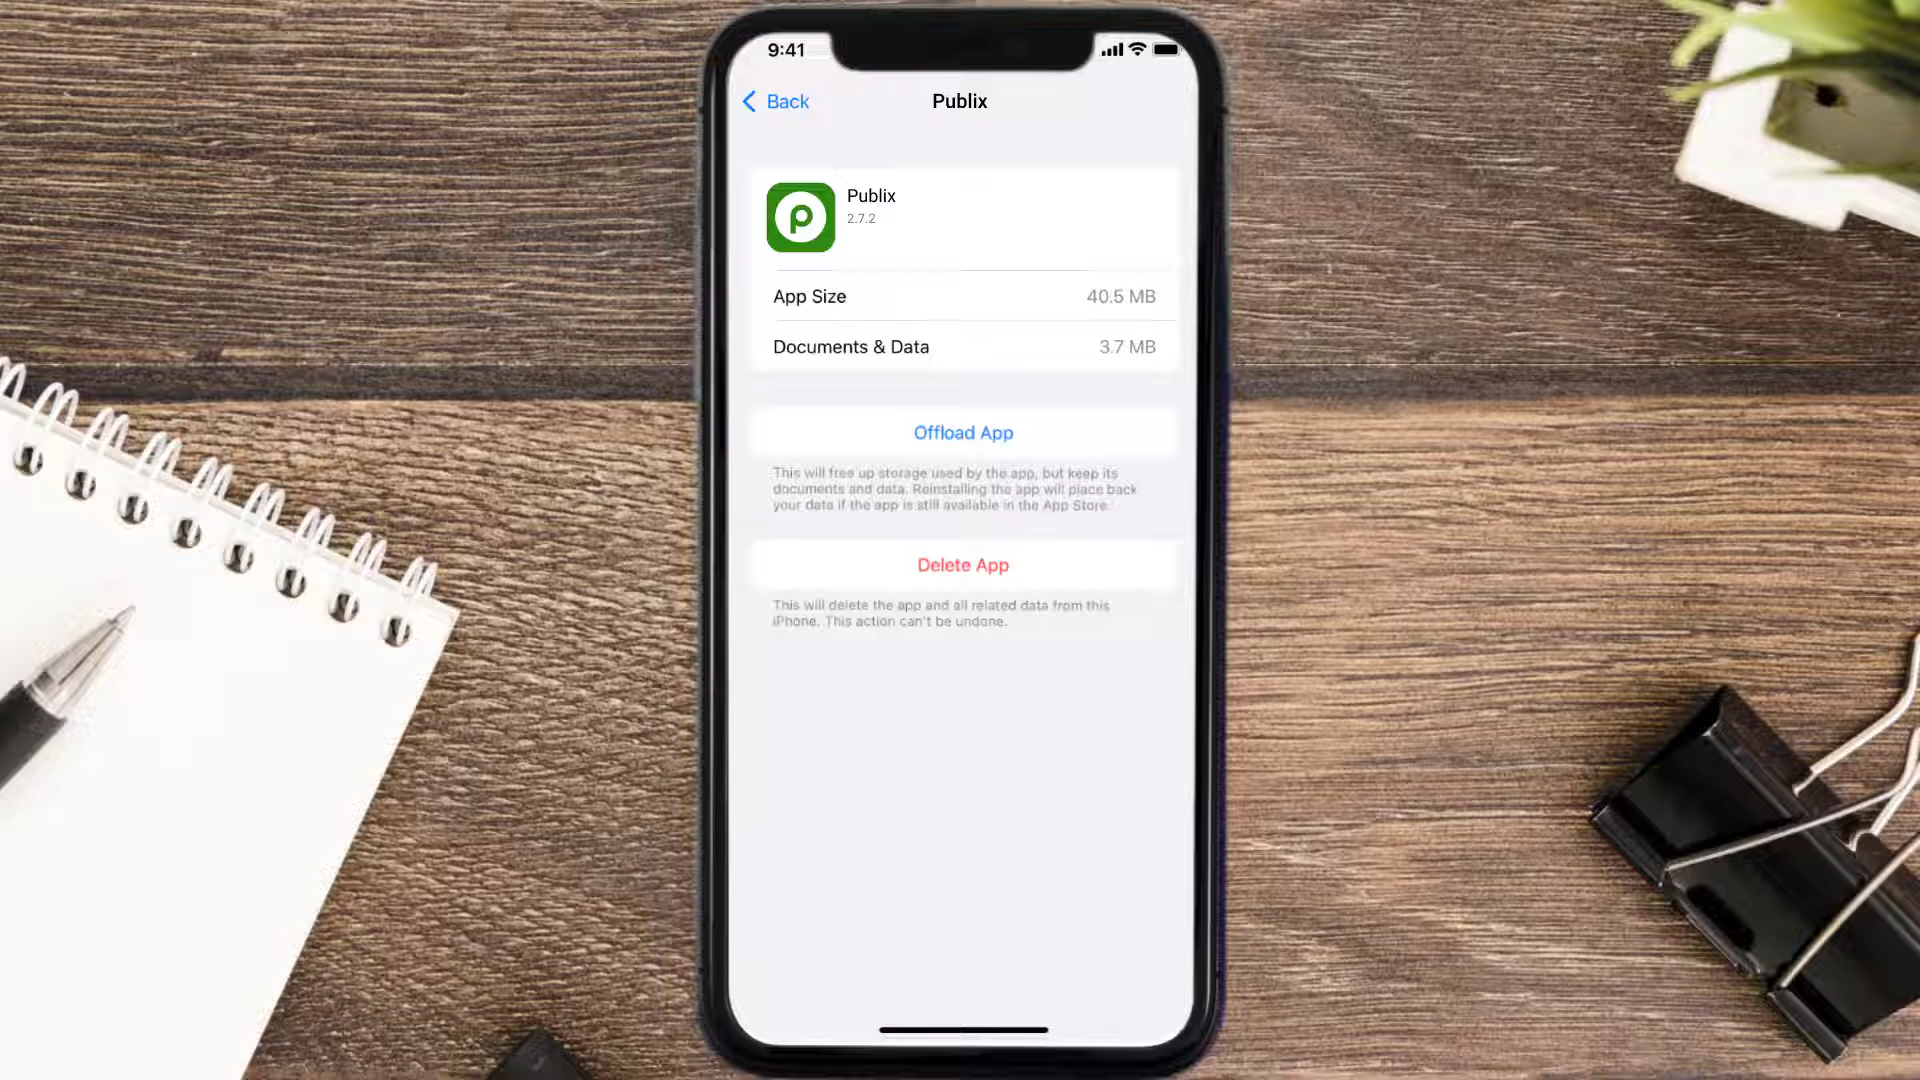 9:41
Back
Publix
Publix
2.7.2
App Size
40.5 MB
Documents & Data
3.7 MB
Offload App
This will free up storage used by the app, but keep its
documents and data. Reinstalling the app will place back
your data if the app is still available in the App Store.
Delete App
This will delete the app and all related data from this
iPhone. This action can't be undone.